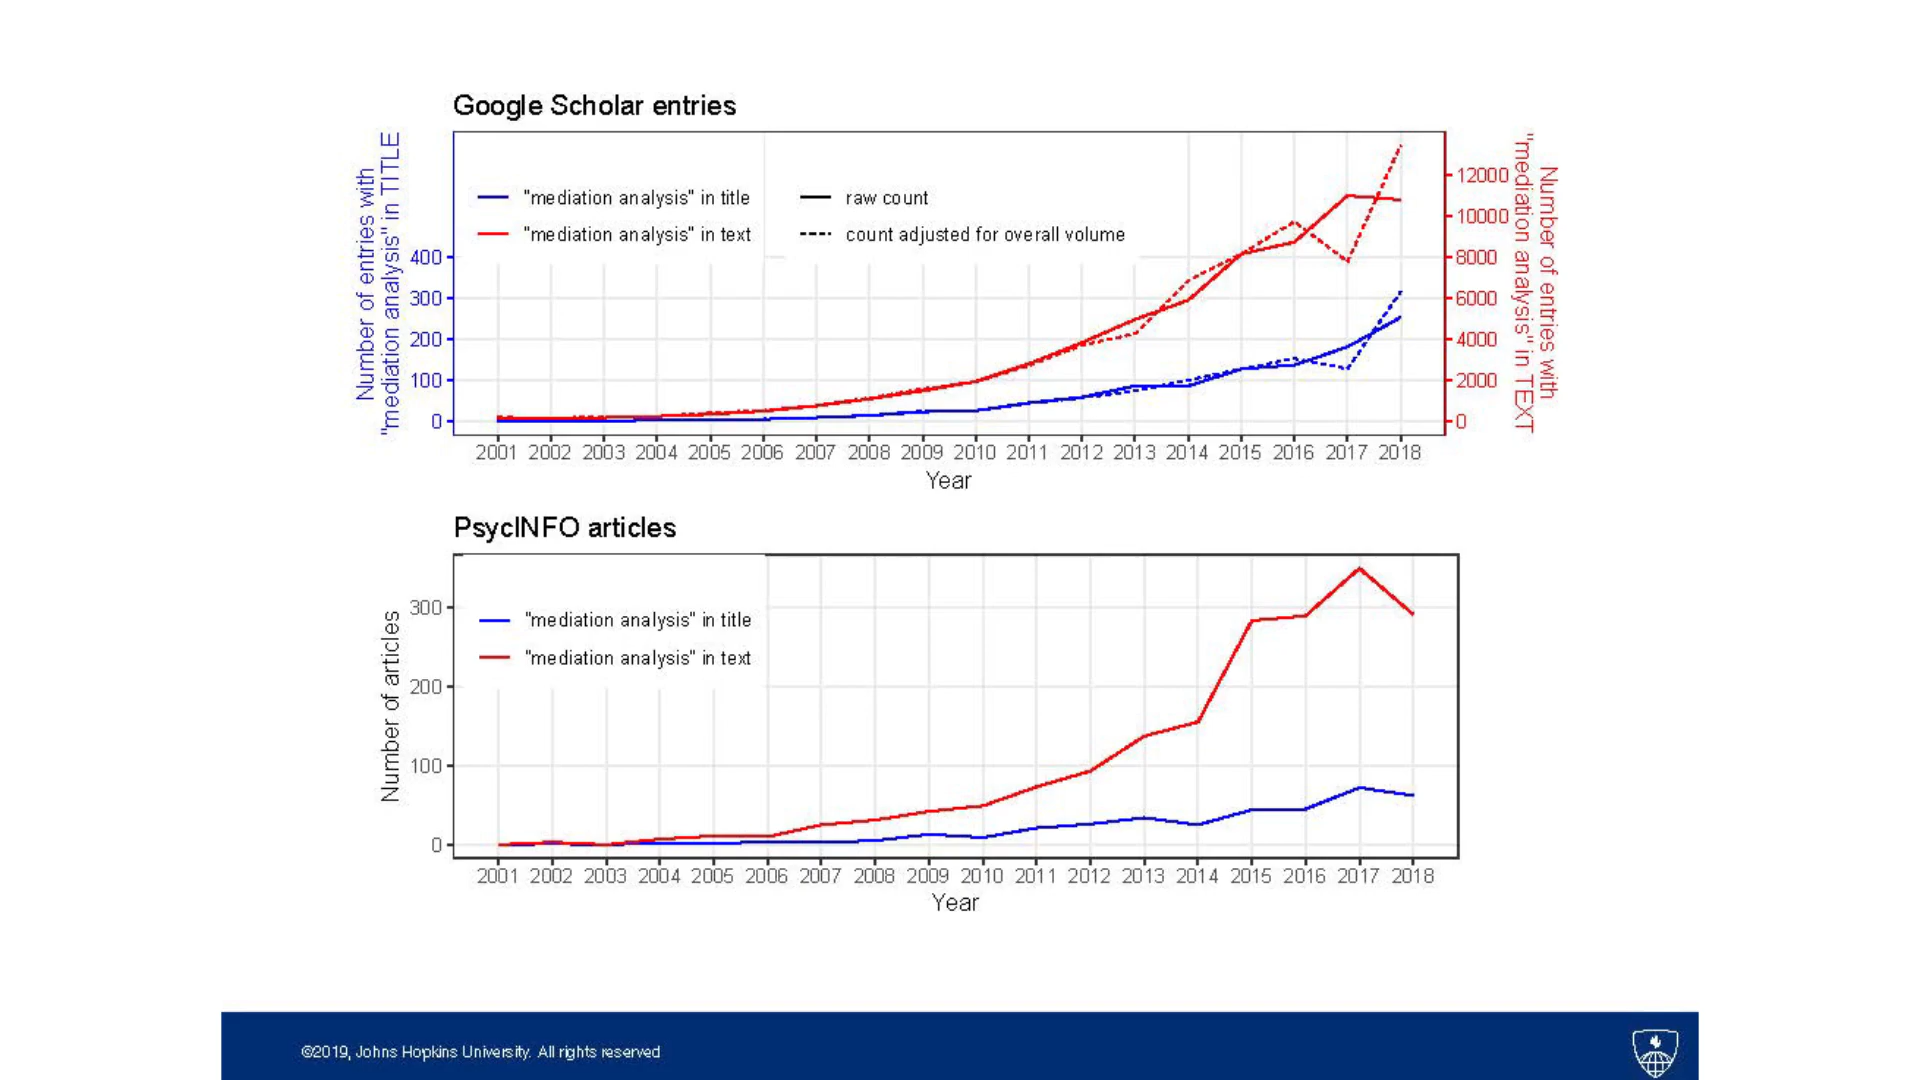 Google Scholar entries
Number of entries with
"mediation analysis" in TITLE
"mediation analysis" in title
"mediation analysis" in text
raw count
count adjusted for overall volume
400
300
200
100
0
12000
10000
8000
6000
4000
2000
0
Number of entries with
"mediation analysis" in TEXT
2001 2002 2003 2004 2005 2006 2007 2008 2009 2010 2011 2012 2013 2014 2015 2016 2017 2018
Year
PsycINFO articles
Number of articles
"mediation analysis" in title
"mediation analysis" in text
300
200
100
0
2001 2002 2003 2004 2005 2006 2007 2008 2009 2010 2011 2012 2013 2014 2015 2016 2017 2018
Year
©2019, Johns Hopkins University. All rights reserved